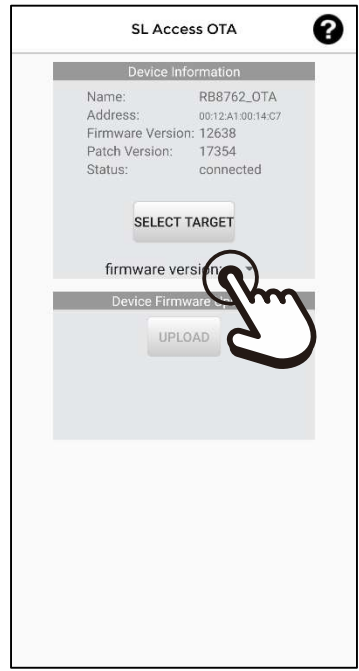 SL Access OTA
?
Device Information
Name: RB8762_OTA
Address: 00:12:A1:00:14:C7
Firmware Version: 12638
Patch Version: 17354
Status: connected
SELECT TARGET
firmware version:
Device Firmware
UPLOAD